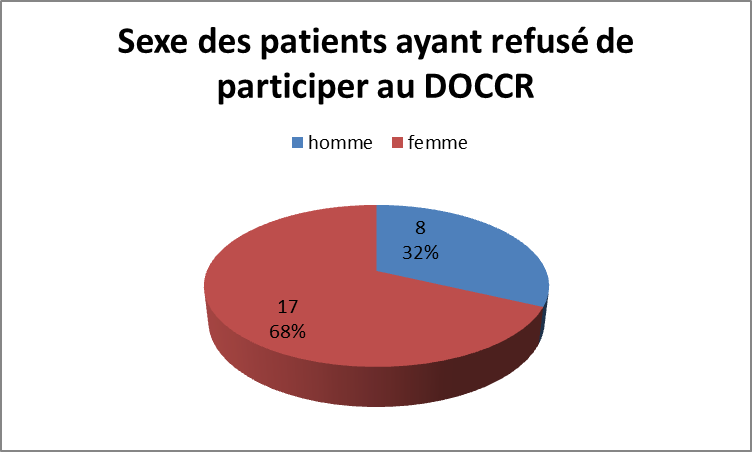 Sexe des patients ayant refusé de
participer au DOCCR
homme femme
8
32%
17
68%